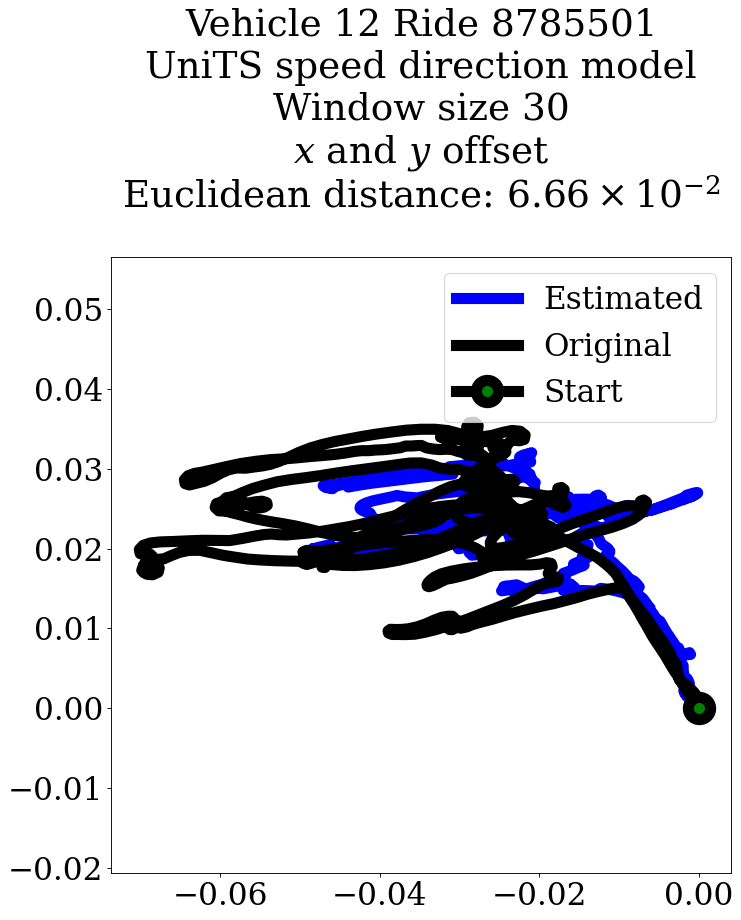 Vehicle 12 Ride 8785501
UniTS speed direction model
Window size 30
x and y offset
Euclidean distance: 6.66 × 10⁻²
Estimated
Original
Start
0.05
0.04
0.03
0.02
0.01
0.00
−0.01
−0.02
−0.06 −0.04 −0.02 0.00